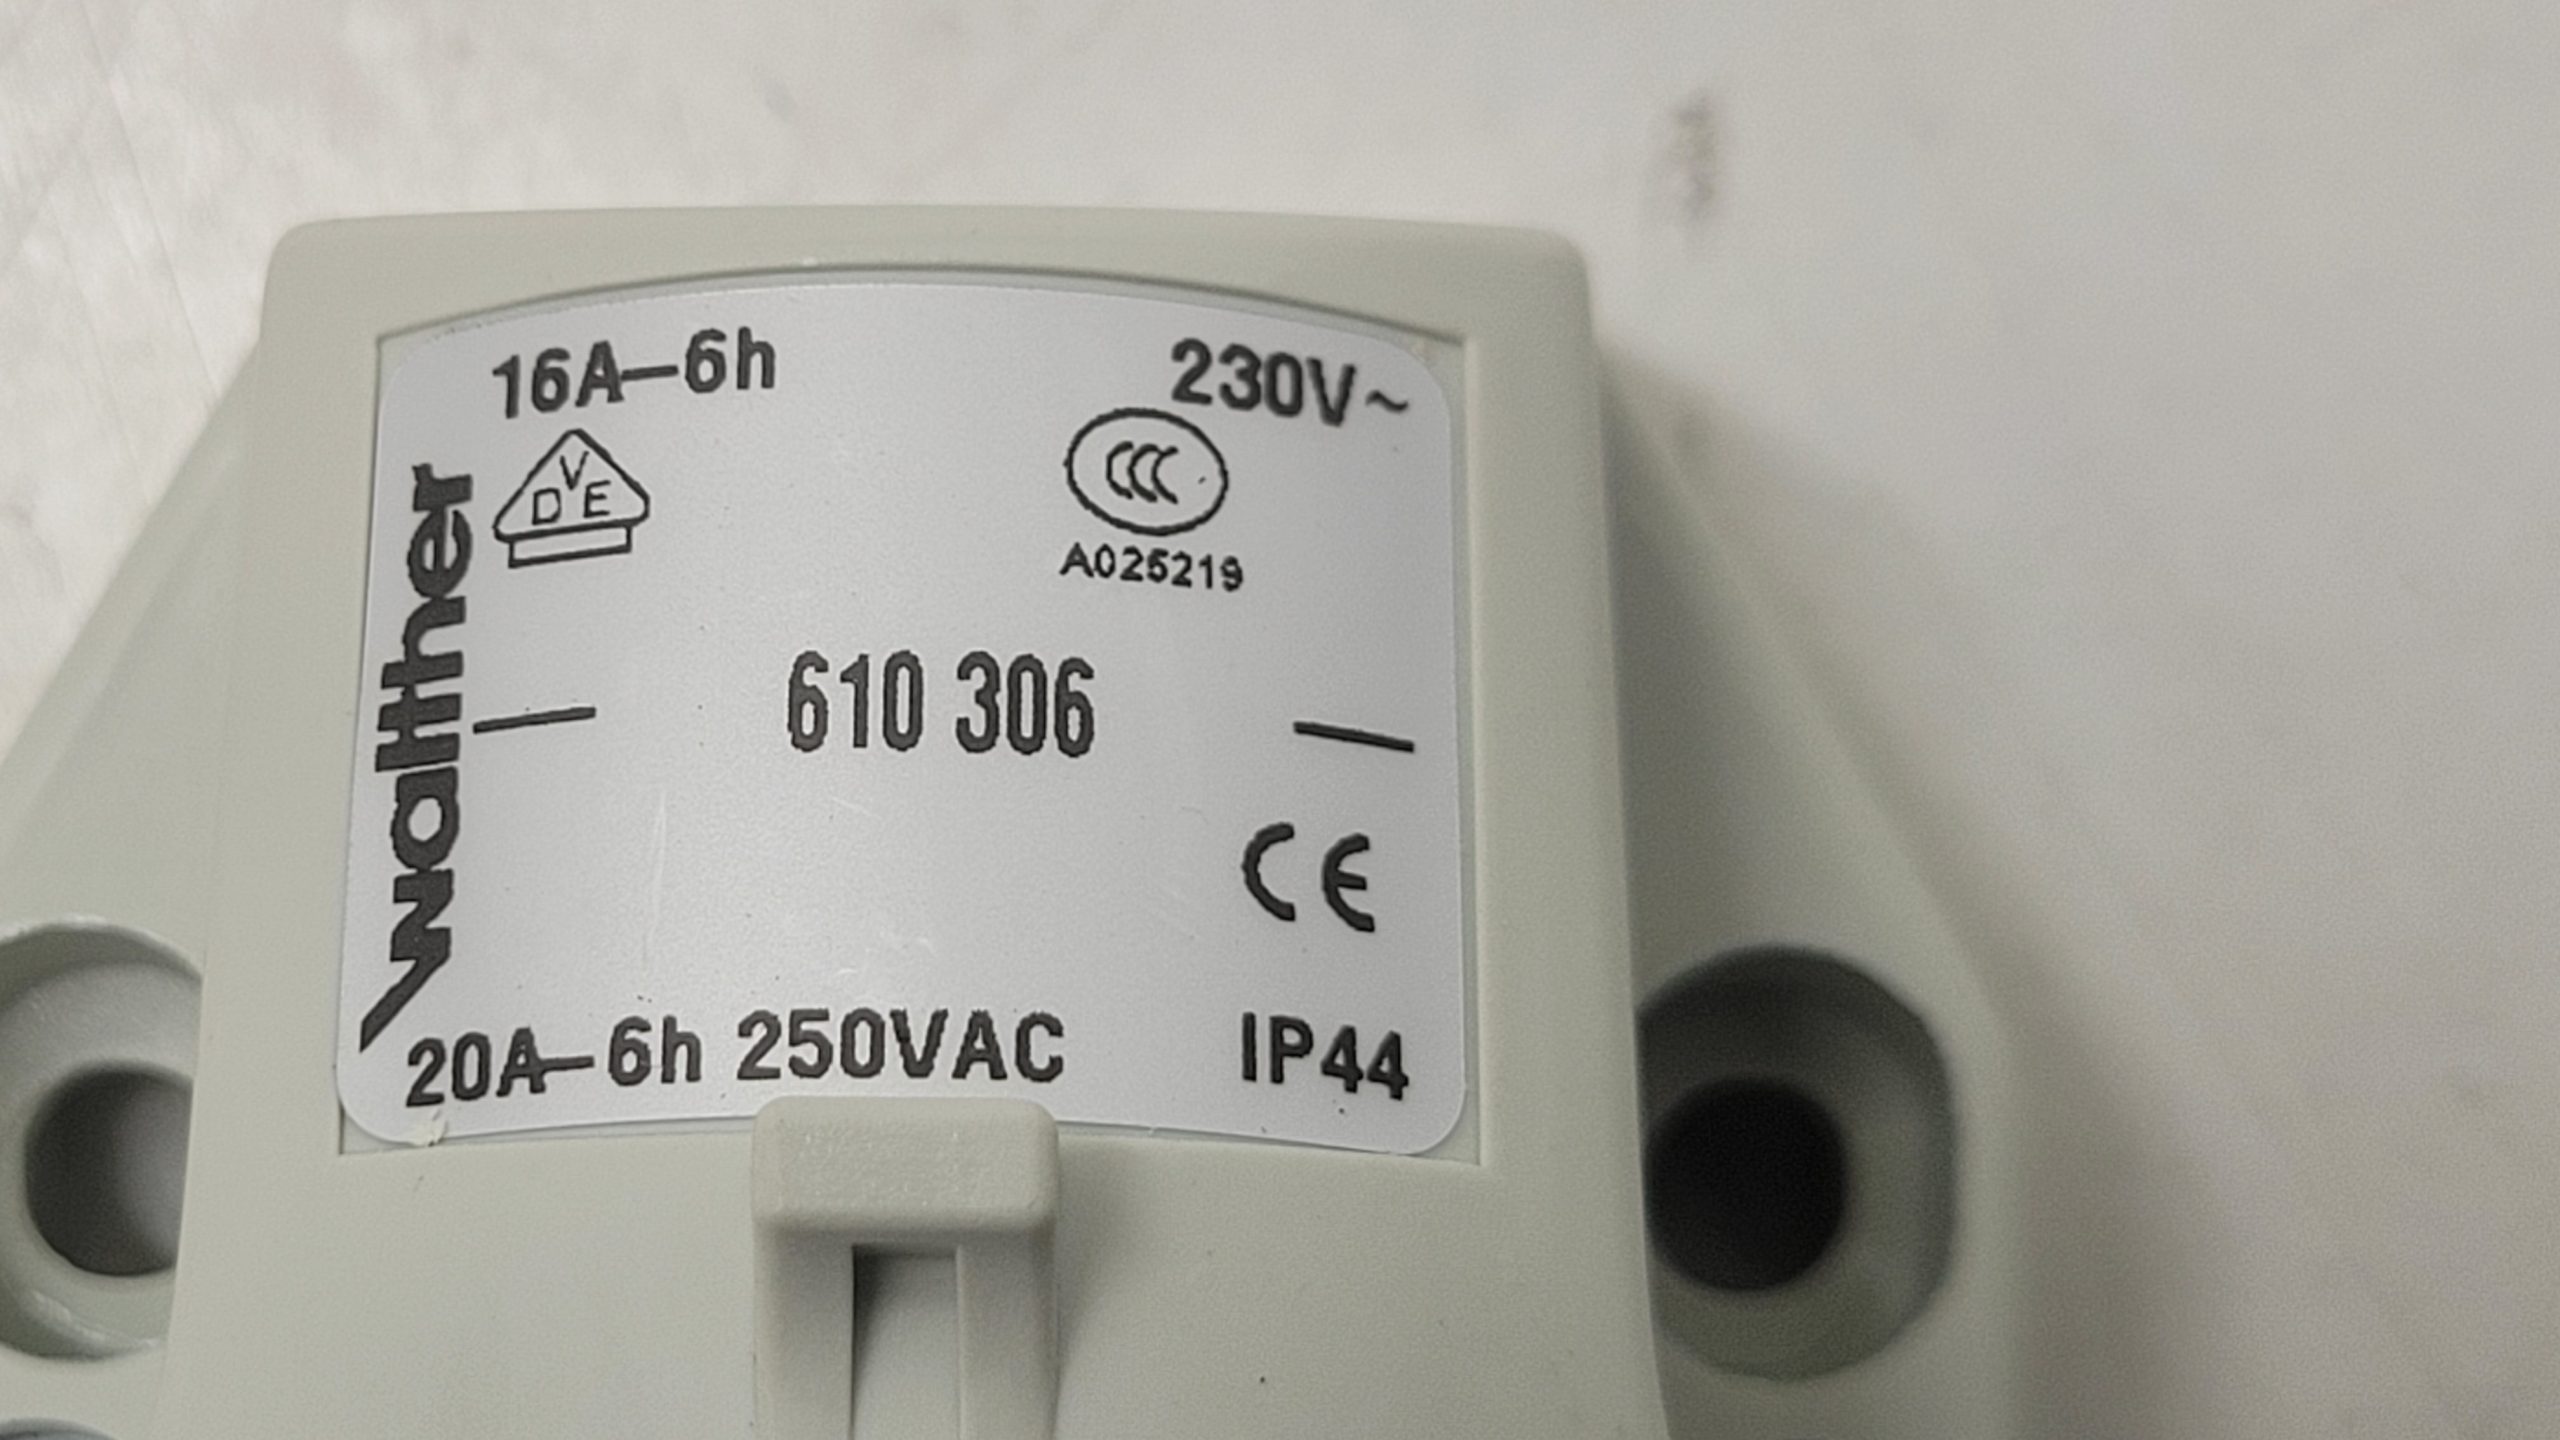 16A–6h 230V~
VDE
CCC
A025219
walther
— 610 306 —
CE
20A–6h 250VAC IP44